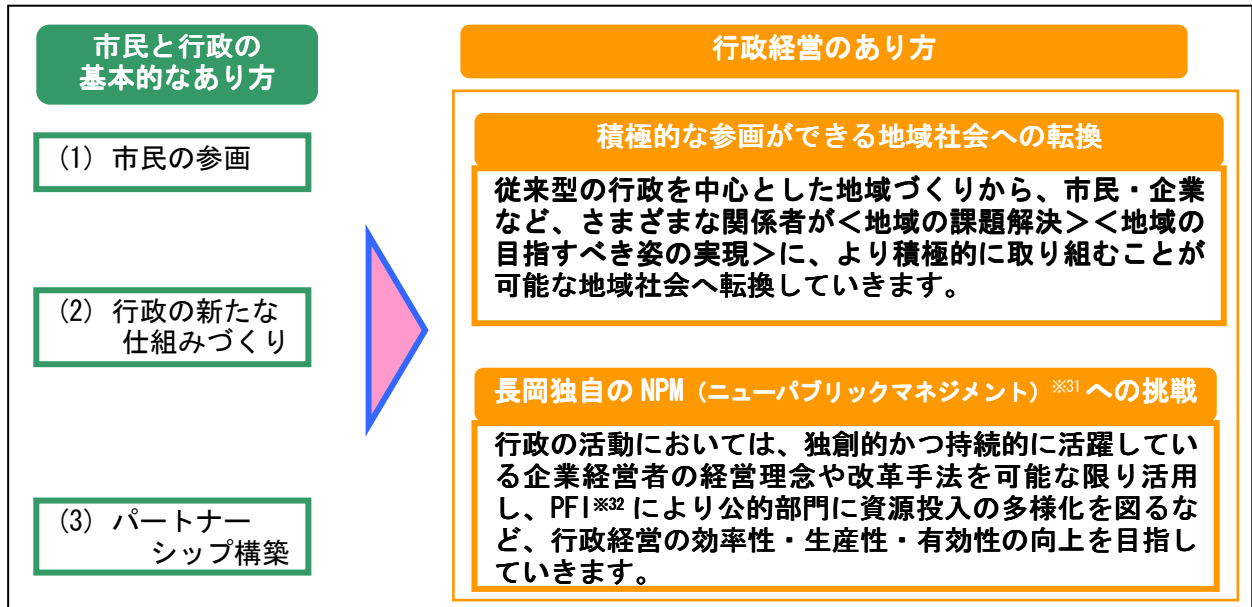 市民と行政の
基本的なあり方
(1) 市民の参画
(2) 行政の新たな
仕組みづくり
(3) パートナー
シップ構築
行政経営のあり方
積極的な参画ができる地域社会への転換
従来型の行政を中心とした地域づくりから、市民・企業
など、さまざまな関係者が<地域の課題解決><地域の
目指すべき姿の実現>に、より積極的に取り組むことが
可能な地域社会へ転換していきます。
長岡独自の NPM（ニューパブリックマネジメント）※31 への挑戦
行政の活動においては、独創的かつ持続的に活躍してい
る企業経営者の経営理念や改革手法を可能な限り活用
し、PFI※32 により公的部門に資源投入の多様化を図るな
ど、行政経営の効率性・生産性・有効性の向上を目指し
ていきます。